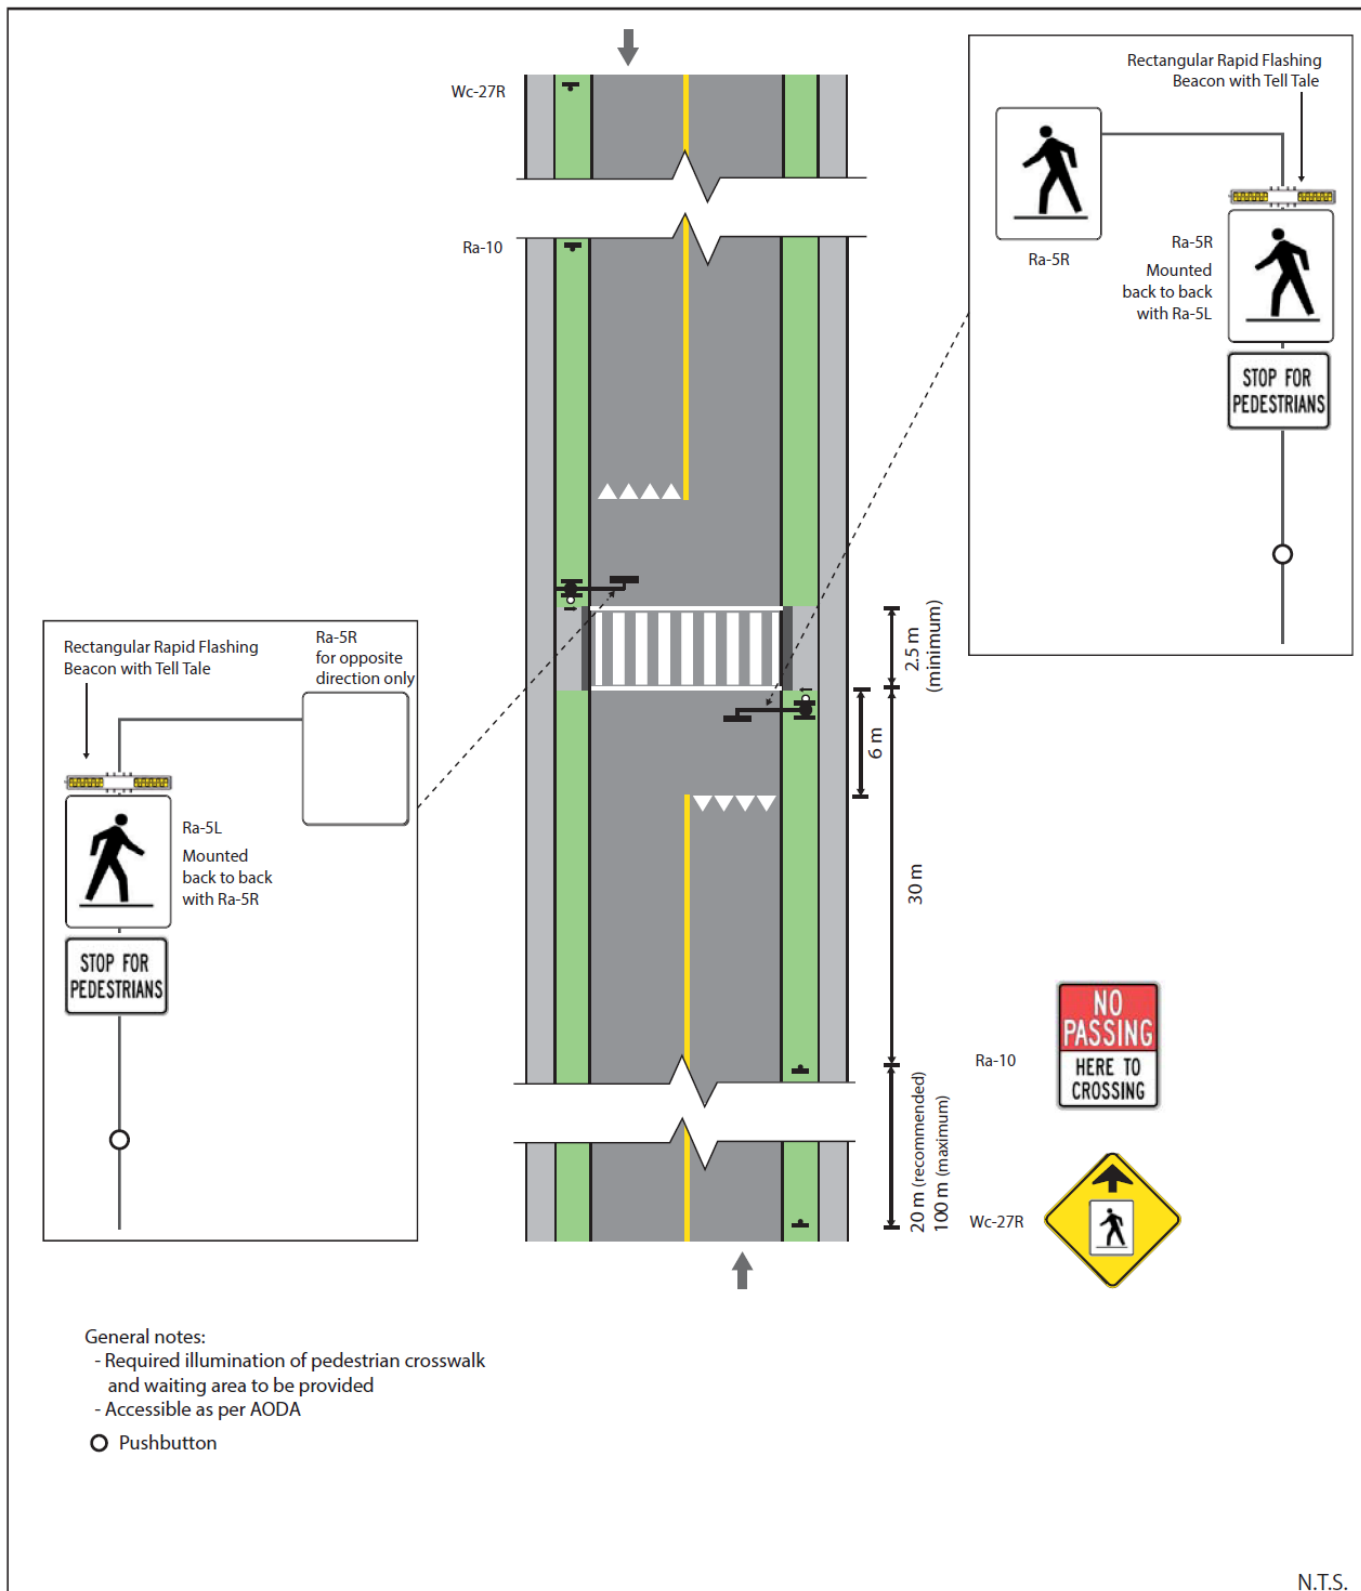 Wc-27R
Rectangular Rapid Flashing
Beacon with Tell Tale
Ra-5R
Ra-5R
Mounted
back to back
with Ra-5L
STOP FOR
PEDESTRIANS
Ra-10
Rectangular Rapid Flashing
Beacon with Tell Tale
Ra-5R
for opposite
direction only
Ra-5L
Mounted
back to back
with Ra-5R
STOP FOR
PEDESTRIANS
2.5 m
(minimum)
6 m
30 m
20 m (recommended)
100 m (maximum)
Ra-10
NO
PASSING
HERE TO
CROSSING
Wc-27R
General notes:
- Required illumination of pedestrian crosswalk
and waiting area to be provided
- Accessible as per AODA
Pushbutton
N.T.S.